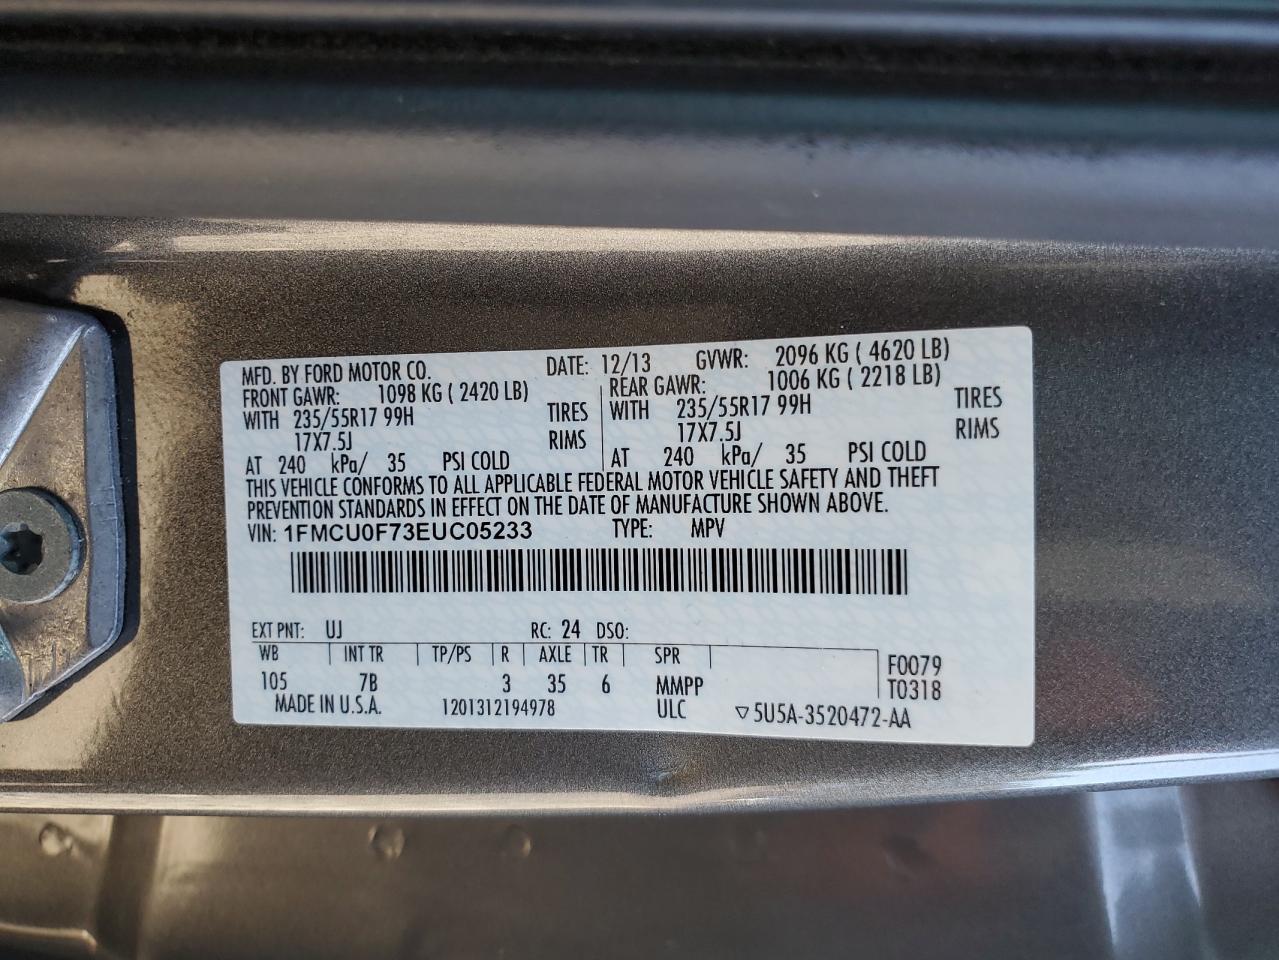 MFD. BY FORD MOTOR CO. DATE: 12/13 GVWR: 2096 KG ( 4620 LB)
FRONT GAWR: 1098 KG ( 2420 LB) REAR GAWR: 1006 KG ( 2218 LB)
WITH 235/55R17 99H TIRES WITH 235/55R17 99H TIRES
17X7.5J RIMS 17X7.5J RIMS
AT 240 kPa/ 35 PSI COLD AT 240 kPa/ 35 PSI COLD
THIS VEHICLE CONFORMS TO ALL APPLICABLE FEDERAL MOTOR VEHICLE SAFETY AND THEFT
PREVENTION STANDARDS IN EFFECT ON THE DATE OF MANUFACTURE SHOWN ABOVE.
VIN: 1FMCU0F73EUC05233 TYPE: MPV
EXT PNT: UJ RC: 24 DSO:
WB INT TR TP/PS R AXLE TR SPR F0079
105 7B 3 35 6 MMPP T0318
MADE IN U.S.A. 1201312194978 ULC ▽5U5A-3520472-AA